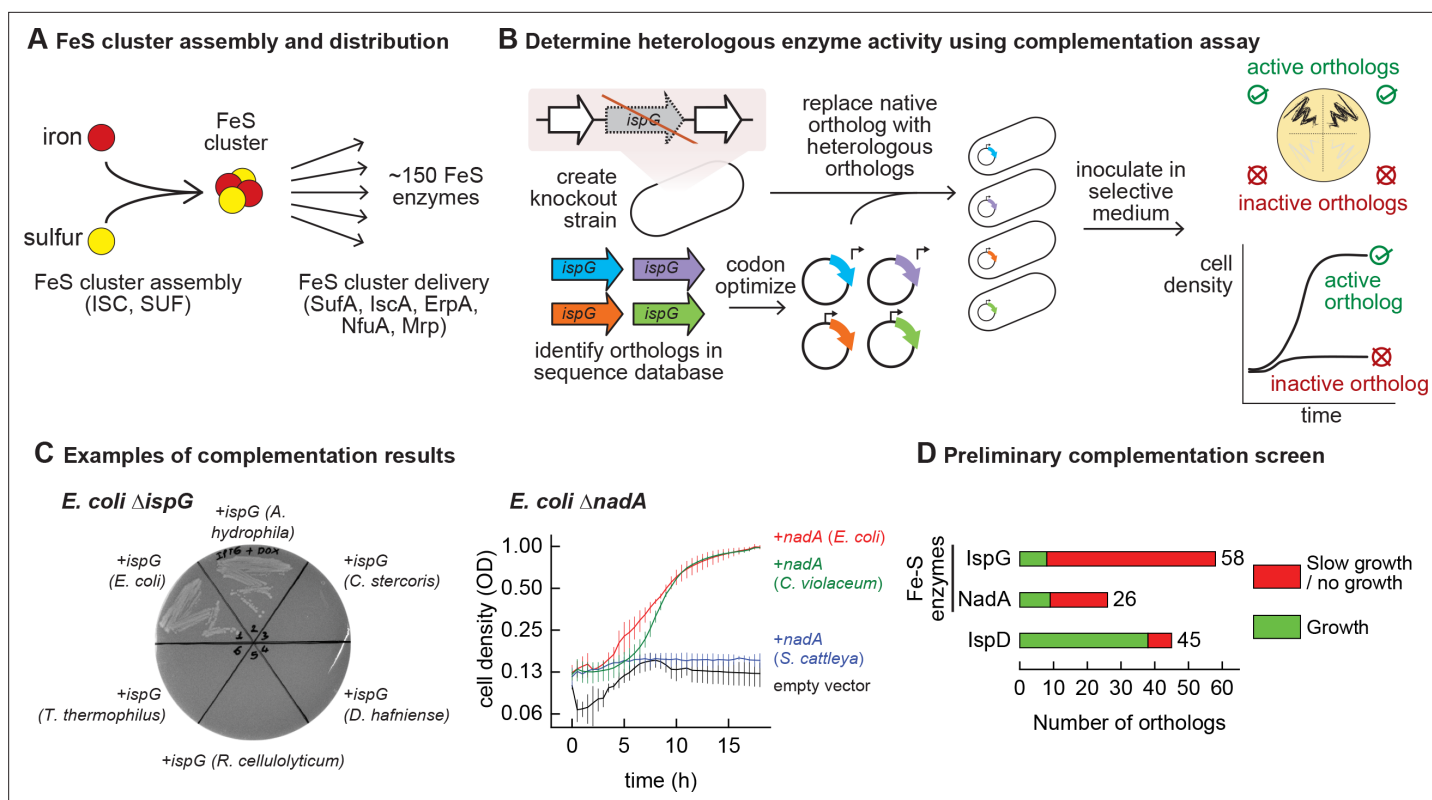 A FeS cluster assembly and distribution
iron
sulfur
FeS
cluster
~150 FeS
enzymes
FeS cluster assembly
(ISC, SUF)
FeS cluster delivery
(SufA, IscA, ErpA,
NfuA, Mrp)
B Determine heterologous enzyme activity using complementation assay
ispG
create
knockout
strain
replace native
ortholog with
heterologous
orthologs
ispG
ispG
ispG
ispG
identify orthologs in
sequence database
codon
optimize
inoculate in
selective
medium
active orthologs
inactive orthologs
cell
density
active
ortholog
inactive ortholog
time
C Examples of complementation results
E. coli ΔispG
+ispG (A.
hydrophila)
+ispG
(E. coli)
+ispG
(C. stercoris)
IPTG + DOX
1 2 3
6 5 4
+ispG
(T. thermophilus)
+ispG
(D. hafniense)
+ispG (R. cellulolyticum)
E. coli ΔnadA
cell density (OD)
1.00
0.50
0.25
0.13
0.06
0 5 10 15
time (h)
+nadA (E. coli)
+nadA
(C. violaceum)
+nadA
(S. cattleya)
empty vector
D Preliminary complementation screen
Fe-S
enzymes
IspG
58
NadA
26
IspD
45
0 10 20 30 40 50 60
Number of orthologs
Slow growth
/ no growth
Growth